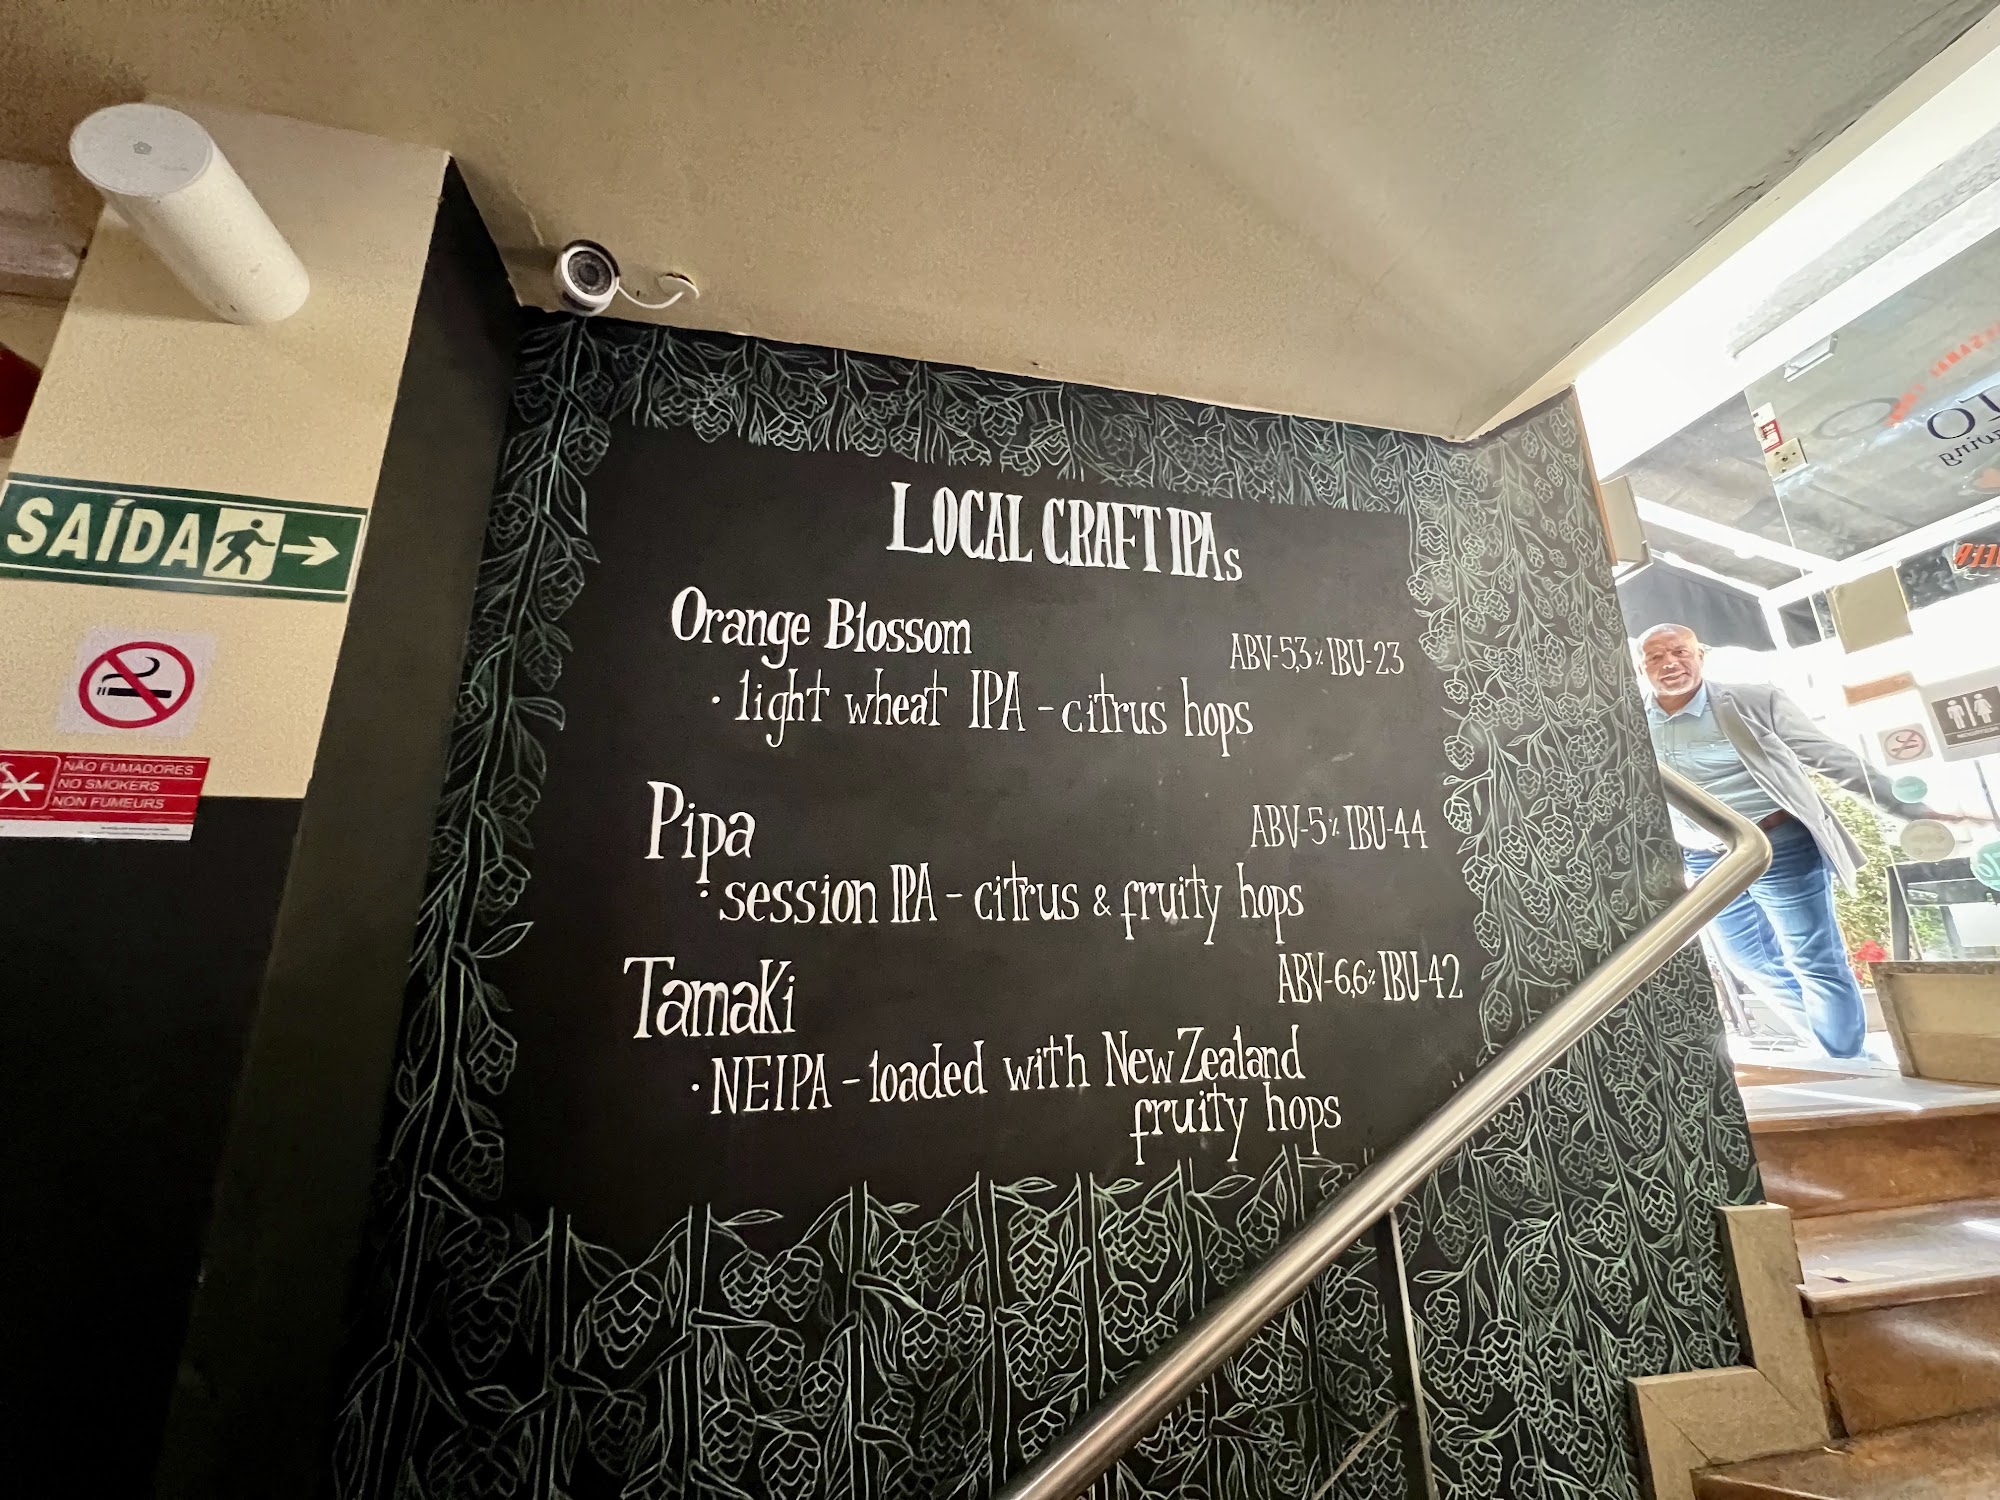 SAÍDA
NÃO FUMADORES
NO SMOKERS
NON FUMEURS
LOCAL CRAFT IPAs
Orange Blossom ABV-5,3% IBU-23
· light wheat IPA - citrus hops
Pipa ABV-5% IBU-44
· session IPA - citrus & fruity hops
Tamaki ABV-6,6% IBU-42
· NEIPA - loaded with New Zealand
fruity hops